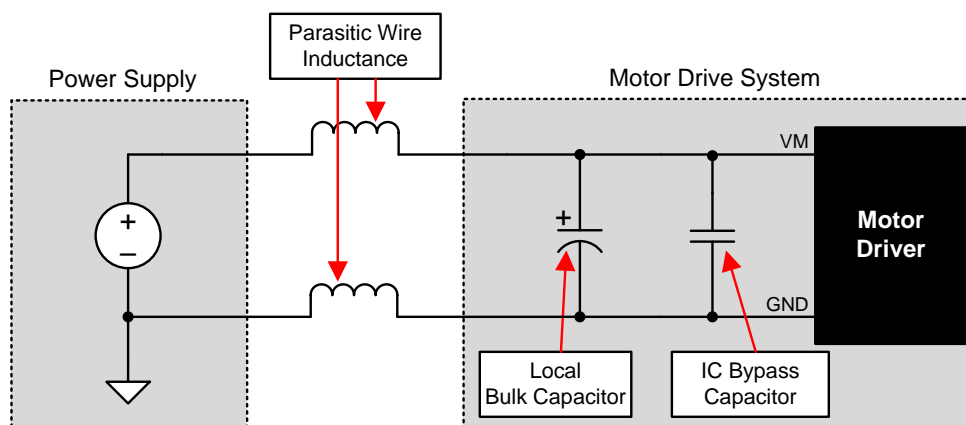 Parasitic Wire
Inductance
Power Supply
Motor Drive System
VM
+
−
+
Motor
Driver
GND
Local
Bulk Capacitor
IC Bypass
Capacitor